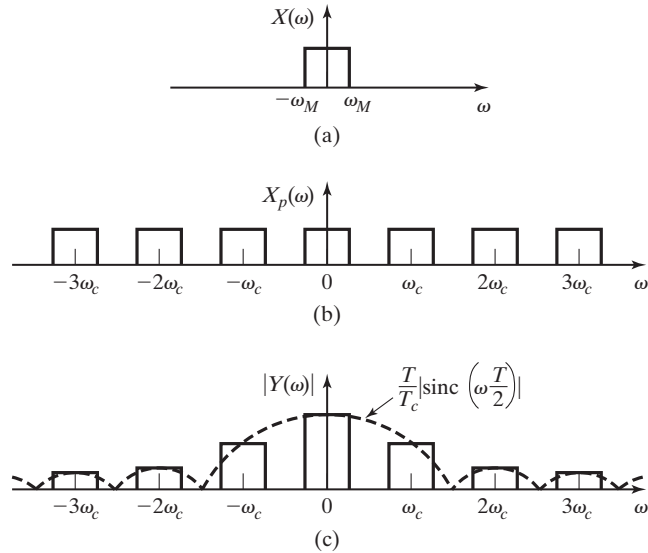 X(ω)
−ω_M ω_M ω
(a)
X_p(ω)
−3ω_c −2ω_c −ω_c 0 ω_c 2ω_c 3ω_c ω
(b)
|Y(ω)| T/T_c |sinc (ω T/2)|
−3ω_c −2ω_c −ω_c 0 ω_c 2ω_c 3ω_c ω
(c)